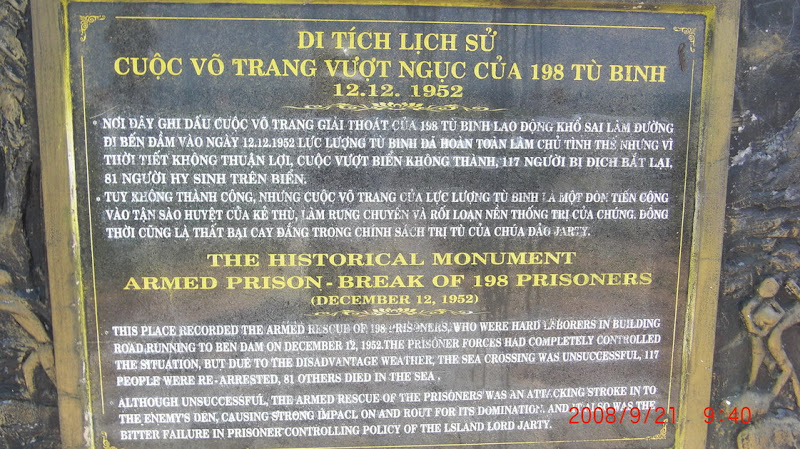 DI TÍCH LỊCH SỬ
CUỘC VÕ TRANG VƯỢT NGỤC CỦA 198 TÙ BINH
12.12. 1952
• NƠI ĐÂY GHI DẤU CUỘC VÕ TRANG GIẢI THOÁT CỦA 198 TÙ BINH LAO ĐỘNG KHỔ SAI LÀM ĐƯỜNG
ĐI BẾN ĐẦM VÀO NGÀY 12.12.1952 LỰC LƯỢNG TÙ BINH ĐÃ HOÀN TOÀN LÀM CHỦ TÌNH THẾ NHƯNG VÌ
THỜI TIẾT KHÔNG THUẬN LỢI, CUỘC VƯỢT BIỂN KHÔNG THÀNH, 117 NGƯỜI BỊ ĐỊCH BẮT LẠI,
81 NGƯỜI HY SINH TRÊN BIỂN.
• TUY KHÔNG THÀNH CÔNG, NHƯNG CUỘC VÕ TRANG CỦA LỰC LƯỢNG TÙ BINH LÀ MỘT ĐÒN TIẾN CÔNG
VÀO TẬN SÀO HUYỆT CỦA KẺ THÙ, LÀM RUNG CHUYỂN VÀ RỐI LOẠN NỀN THỐNG TRỊ CỦA CHÚNG. ĐỒNG
THỜI CŨNG LÀ THẤT BẠI CAY ĐẮNG TRONG CHÍNH SÁCH TRỊ TÙ CỦA CHÚA ĐẢO JARTY.
THE HISTORICAL MONUMENT
ARMED PRISON-BREAK OF 198 PRISONERS
(DECEMBER 12, 1952)
• THIS PLACE RECORDED THE ARMED RESCUE OF 198 PRISONERS, WHO WERE HARD LABORERS IN BUILDING
ROAD RUNNING TO BEN DAM ON DECEMBER 12, 1952.THE PRISONER FORCES HAD COMPLETELY CONTROLLED
THE SITUATION, BUT DUE TO THE DISADVANTAGE WEATHER, THE SEA CROSSING WAS UNSUCCESSFUL, 117
PEOPLE WERE RE-ARRESTED, 81 OTHERS DIED IN THE SEA .
• ALTHOUGH UNSUCCESSFUL, THE ARMED RESCUE OF THE PRISONERS WAS AN ATTACKING STROKE IN TO
THE ENEMY'S DEN, CAUSING STRONG IMPACL ON AND ROUT FOR ITS DOMINATION. AND IT ALSO WAS THE
BITTER FAILURE IN PRISONER CONTROLLING POLICY OF THE LSLAND LORD JARTY.
2008/9/21 9:40